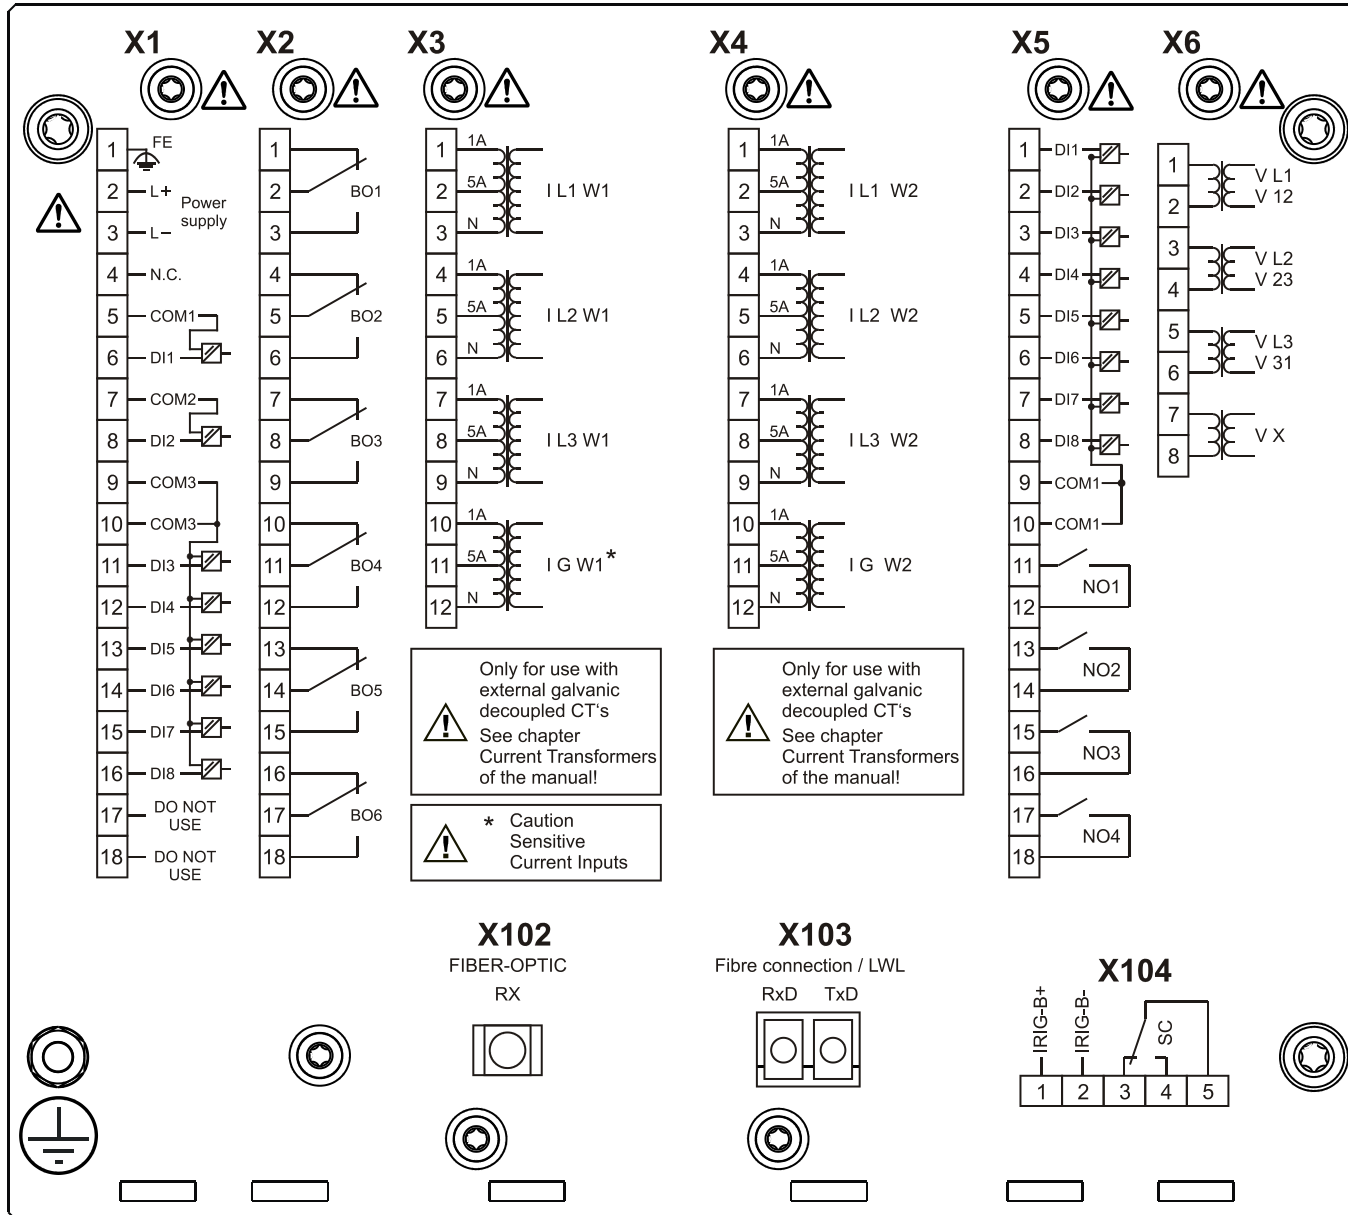 X1
X2
X3
X4
X5
X6
1 FE
2 L+
Power
supply
3 L–
4 N.C.
5 COM1
6 DI1
7 COM2
8 DI2
9 COM3
10 COM3
11 DI3
12 DI4
13 DI5
14 DI6
15 DI7
16 DI8
17 DO NOT
USE
18 DO NOT
USE
1
2 BO1
3
4
5 BO2
6
7
8 BO3
9
10
11 BO4
12
13
14 BO5
15
16
17 BO6
18
1 1A
2 5A I L1 W1
3 N
4 1A
5 5A I L2 W1
6 N
7 1A
8 5A I L3 W1
9 N
10 1A
11 5A I G W1*
12 N
Only for use with
external galvanic
decoupled CT‘s
See chapter
Current Transformers
of the manual!
* Caution
Sensitive
Current Inputs
1 1A
2 5A I L1 W2
3 N
4 1A
5 5A I L2 W2
6 N
7 1A
8 5A I L3 W2
9 N
10 1A
11 5A I G W2
12 N
Only for use with
external galvanic
decoupled CT‘s
See chapter
Current Transformers
of the manual!
1 DI1
2 DI2
3 DI3
4 DI4
5 DI5
6 DI6
7 DI7
8 DI8
9 COM1
10 COM1
11
NO1
12
13
NO2
14
15
NO3
16
17
NO4
18
1 V L1
2 V 12
3 V L2
4 V 23
5 V L3
6 V 31
7
V X
8
X102
FIBER-OPTIC
RX
X103
Fibre connection / LWL
RxD TxD
X104
IRIG-B+
IRIG-B-
SC
1 2 3 4 5